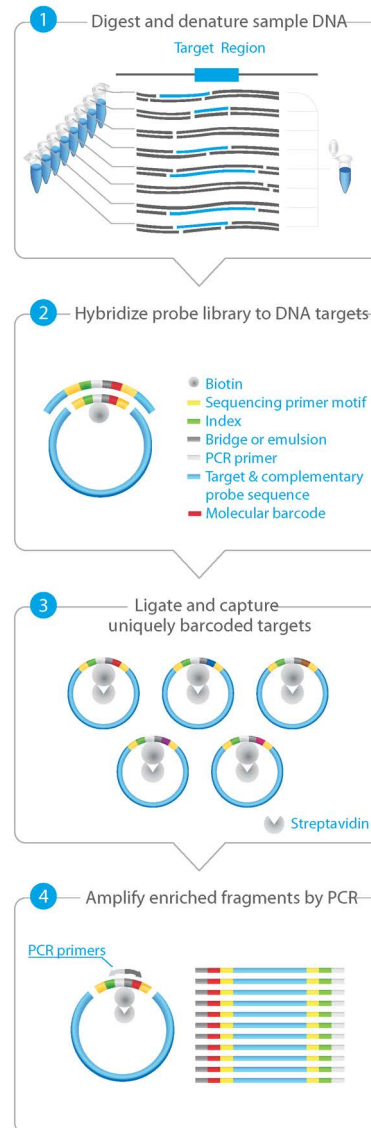 1 Digest and denature sample DNA
Target Region
2 Hybridize probe library to DNA targets
Biotin
Sequencing primer motif
Index
Bridge or emulsion
PCR primer
Target & complementary
probe sequence
Molecular barcode
3 Ligate and capture
uniquely barcoded targets
Streptavidin
4 Amplify enriched fragments by PCR
PCR primers